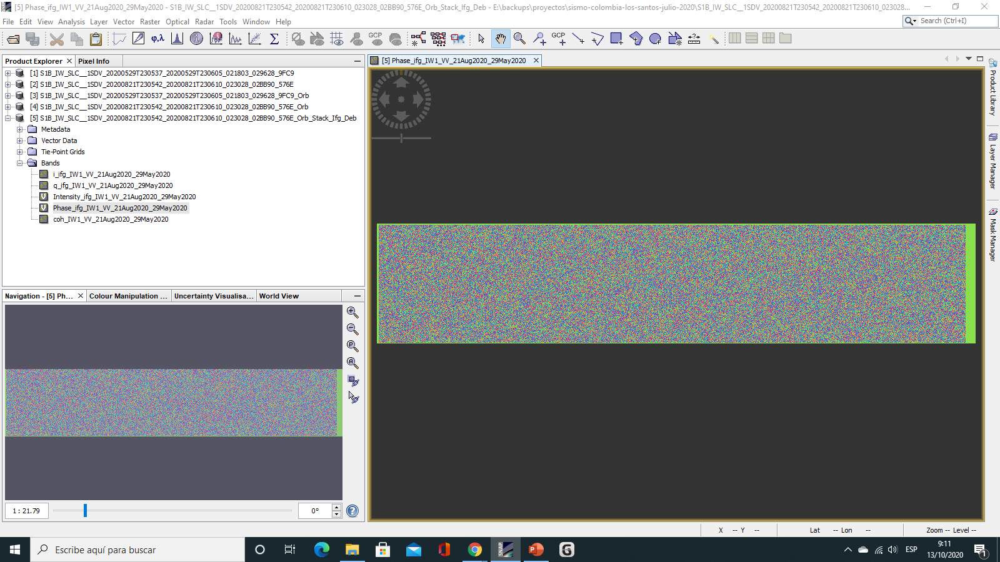 [5] Phase_ifg_IW1_VV_21Aug2020_29May2020 - S1B_IW_SLC__1SDV_20200821T230542_20200821T230610_023028_02BB90_576E_Orb_Stack_Ifg_Deb - E:\backups\proyectos\sismo-colombia-los-santos-julio-2020\S1B_IW_SLC__1SDV_20200821T230542_20200821T230610_023028...
File Edit View Analysis Layer Vector Raster Optical Radar Tools Window Help
Search (Ctrl+I)
φ,λ
Σ
GCP
GCP
Product Explorer
Pixel Info
[5] Phase_ifg_IW1_VV_21Aug2020_29May2020
[1] S1B_IW_SLC__1SDV_20200529T230537_20200529T230605_021803_029628_9FC9
[2] S1B_IW_SLC__1SDV_20200821T230542_20200821T230610_023028_02BB90_576E
[3] S1B_IW_SLC__1SDV_20200529T230537_20200529T230605_021803_029628_9FC9_Orb
[4] S1B_IW_SLC__1SDV_20200821T230542_20200821T230610_023028_02BB90_576E_Orb
[5] S1B_IW_SLC__1SDV_20200821T230542_20200821T230610_023028_02BB90_576E_Orb_Stack_Ifg_Deb
Metadata
Vector Data
Tie-Point Grids
Bands
i_ifg_IW1_VV_21Aug2020_29May2020
q_ifg_IW1_VV_21Aug2020_29May2020
Intensity_ifg_IW1_VV_21Aug2020_29May2020
Phase_ifg_IW1_VV_21Aug2020_29May2020
coh_IW1_VV_21Aug2020_29May2020
Product Library
Layer Manager
Mask Manager
Navigation - [5] Ph...
Colour Manipulation ...
Uncertainty Visualisa...
World View
1 : 21.79
0°
X -- Y --
Lat -- Lon --
Zoom -- Level --
Escribe aquí para buscar
SNAP
ESP
9:11
13/10/2020
1